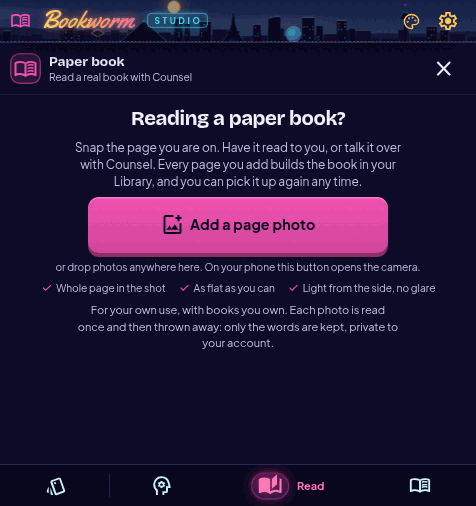 Bookworm STUDIO
Paper book
Read a real book with Counsel
Reading a paper book?
Snap the page you are on. Have it read to you, or talk it over
with Counsel. Every page you add builds the book in your
Library, and you can pick it up again any time.
Add a page photo
or drop photos anywhere here. On your phone this button opens the camera.
Whole page in the shot As flat as you can Light from the side, no glare
For your own use, with books you own. Each photo is read
once and then thrown away: only the words are kept, private to
your account.
Read